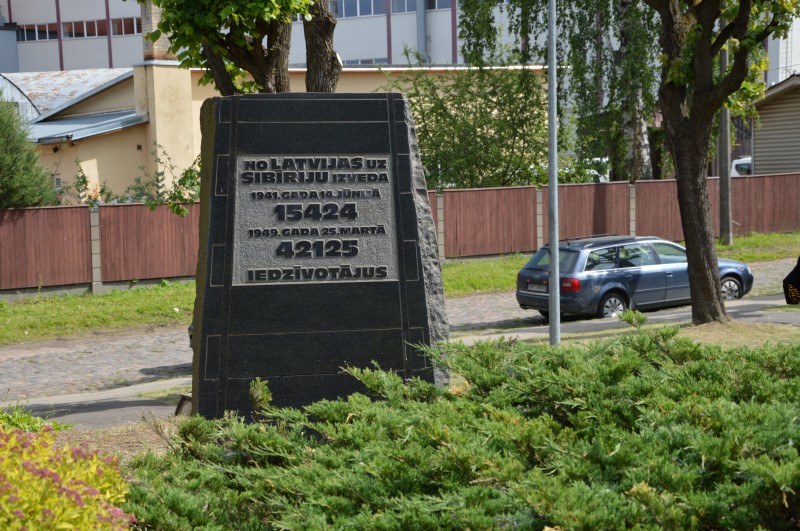 NO LATVIJAS UZ
SIBĪRIJU IZVEDA
1941. GADA 14. JŪNIJĀ
15424
1949. GADA 25. MARTĀ
42125
IEDZĪVOTĀJUS